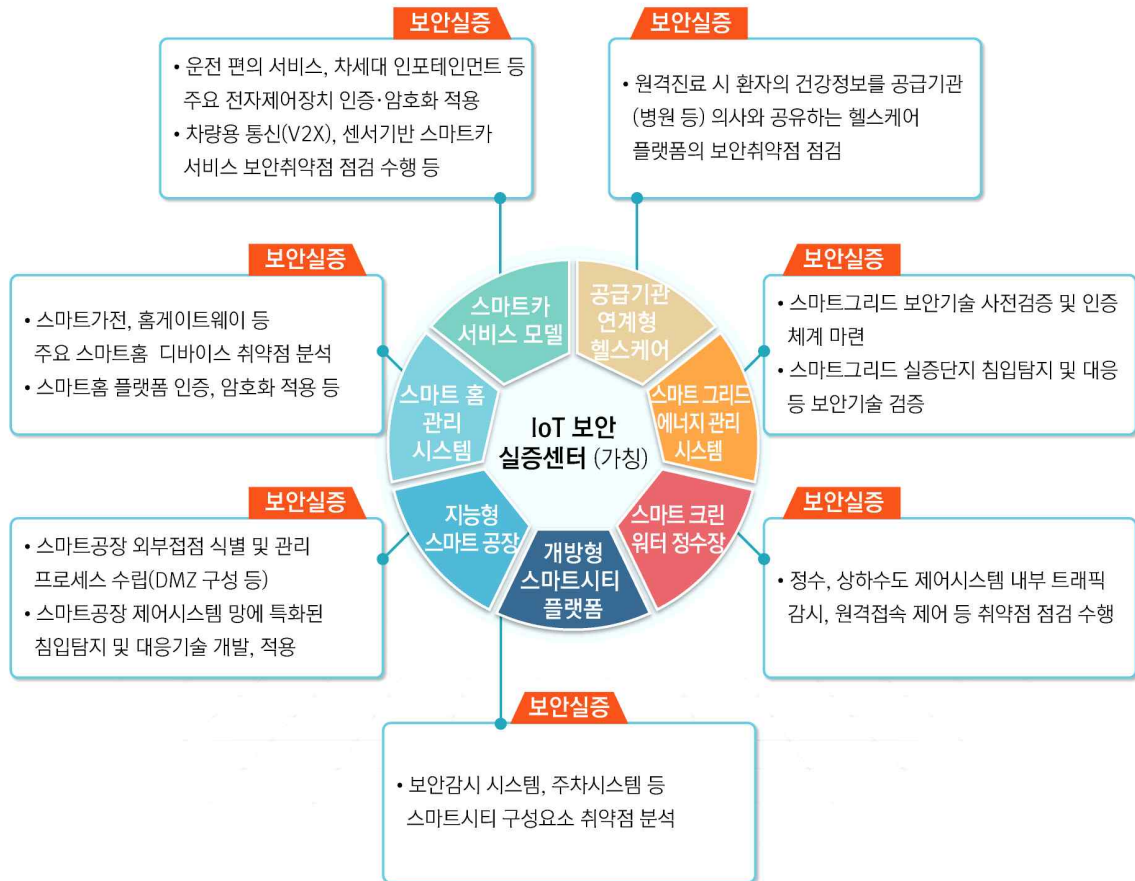 보안실증
• 운전 편의 서비스, 차세대 인포테인먼트 등
주요 전자제어장치 인증·암호화 적용
• 차량용 통신(V2X), 센서기반 스마트카
서비스 보안취약점 점검 수행 등
보안실증
• 원격진료 시 환자의 건강정보를 공급기관
(병원 등) 의사와 공유하는 헬스케어
플랫폼의 보안취약점 점검
보안실증
• 스마트가전, 홈게이트웨이 등
주요 스마트홈 디바이스 취약점 분석
• 스마트홈 플랫폼 인증, 암호화 적용 등
보안실증
• 스마트그리드 보안기술 사전검증 및 인증
체계 마련
• 스마트그리드 실증단지 침입탐지 및 대응
등 보안기술 검증
스마트카
서비스 모델
공급기관
연계형
헬스케어
스마트 홈
관리
시스템
스마트 그리드
에너지 관리
시스템
IoT 보안
실증센터 (가칭)
지능형
스마트 공장
개방형
스마트시티
플랫폼
스마트 크린
워터 정수장
보안실증
• 스마트공장 외부접점 식별 및 관리
프로세스 수립(DMZ 구성 등)
• 스마트공장 제어시스템 망에 특화된
침입탐지 및 대응기술 개발, 적용
보안실증
• 정수, 상하수도 제어시스템 내부 트래픽
감시, 원격접속 제어 등 취약점 점검 수행
보안실증
• 보안감시 시스템, 주차시스템 등
스마트시티 구성요소 취약점 분석